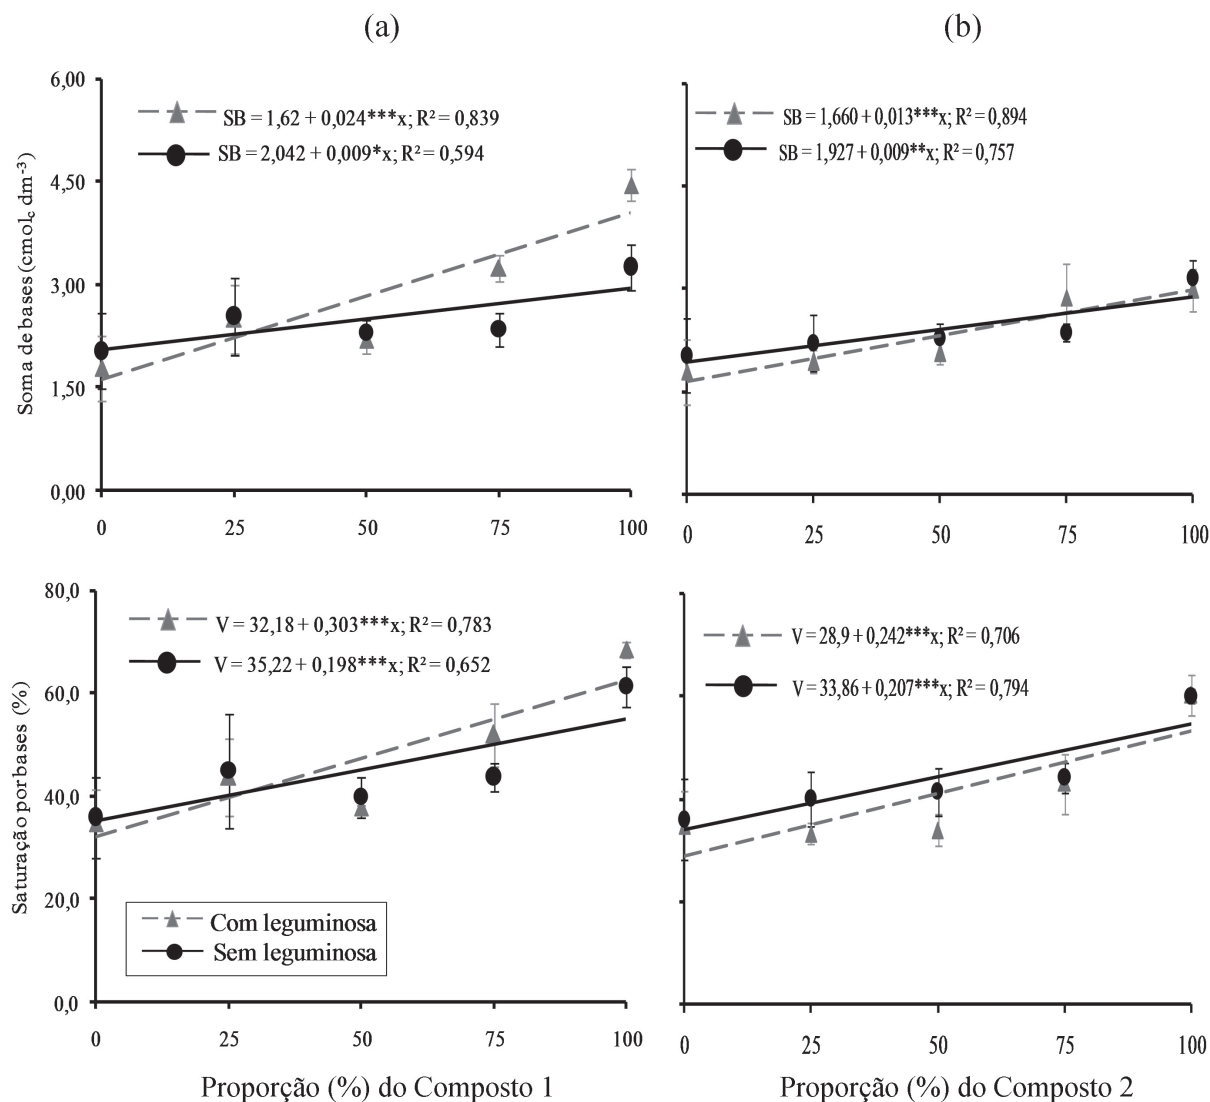 (a)
(b)
Soma de bases (cmolc dm-3)
6,00
4,50
3,00
1,50
0,00
SB = 1,62 + 0,024***x; R² = 0,839
SB = 2,042 + 0,009*x; R² = 0,594
SB = 1,660 + 0,013***x; R² = 0,894
SB = 1,927 + 0,009**x; R² = 0,757
0 25 50 75 100
0 25 50 75 100
Saturação por bases (%)
80,0
60,0
40,0
20,0
0,0
V = 32,18 + 0,303***x; R² = 0,783
V = 35,22 + 0,198***x; R² = 0,652
Com leguminosa
Sem leguminosa
V = 28,9 + 0,242***x; R² = 0,706
V = 33,86 + 0,207***x; R² = 0,794
0 25 50 75 100
0 25 50 75 100
Proporção (%) do Composto 1
Proporção (%) do Composto 2